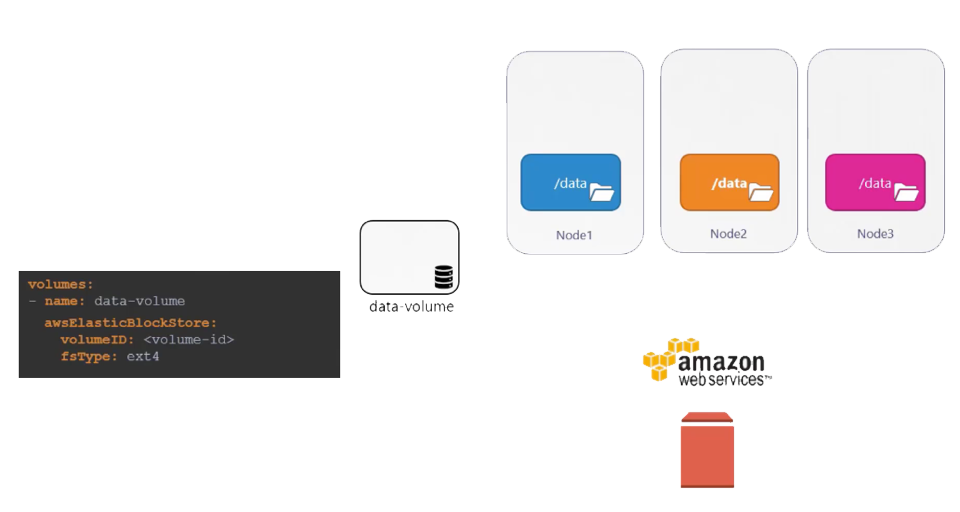 /data
/data
/data
Node1
Node2
Node3
volumes:
- name: data-volume
awsElasticBlockStore:
volumeID: <volume-id>
fsType: ext4
data-volume
amazon
web services™